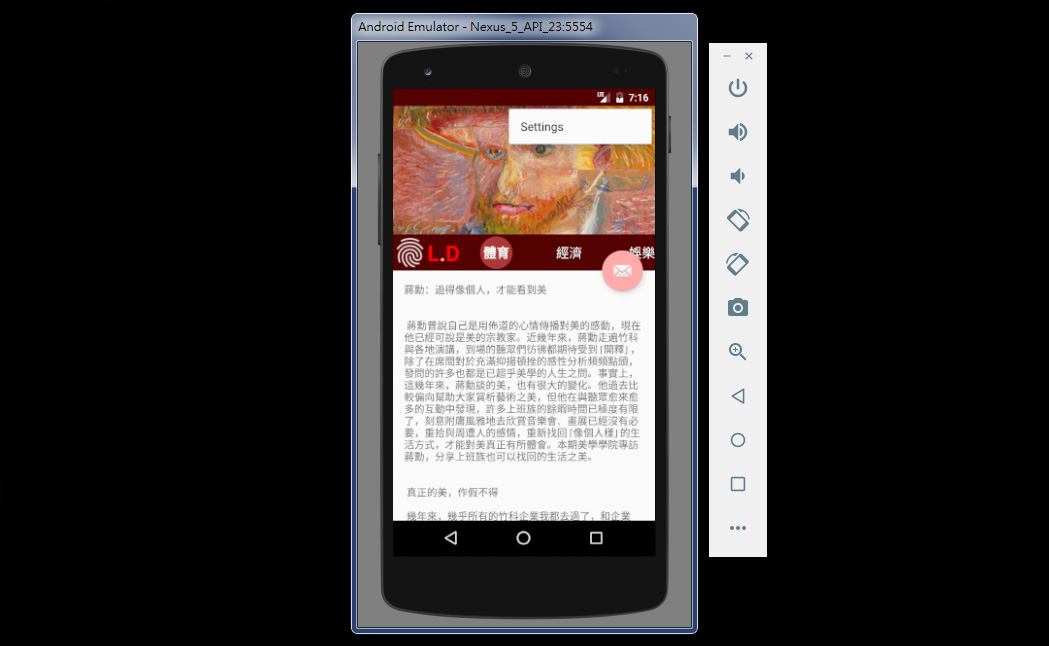 Android Emulator - Nexus_5_API_23:5554
LTE 7:16
Settings
L.D 體育 經濟 娛樂
蔣勳：過得像個人，才能看到美
蔣勳曾說自己是用佈道的心情傳播對美的感動，現在
他已經可說是美的宗教家。近幾年來，蔣勳走遍竹科
與各地演講，到場的聽眾們彷彿都期待受到「開釋」，
除了在席間對於充滿抑揚頓挫的感性分析頻頻點頭，
發問的許多也都是已超乎美學的人生之問。事實上，
這幾年來，蔣勳談的美，也有很大的變化。他過去比
較偏向幫助大家賞析藝術之美，但他在與聽眾愈來愈
多的互動中發現，許多上班族的餘暇時間已極度有限
了，刻意附庸風雅地去欣賞音樂會、畫展已經沒有必
要，重拾與周遭人的感情，重新找回「像個人樣」的生
活方式，才能對美真正有所體會。本期美學學院專訪
蔣勳，分享上班族也可以找回的生活之美。
真正的美，作假不得
幾年來，幾乎所有的竹科企業我都去過了，和企業